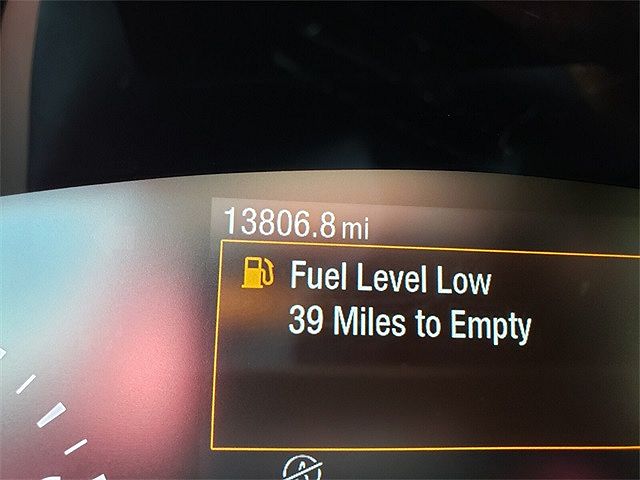 13806.8 mi
Fuel Level Low
39 Miles to Empty